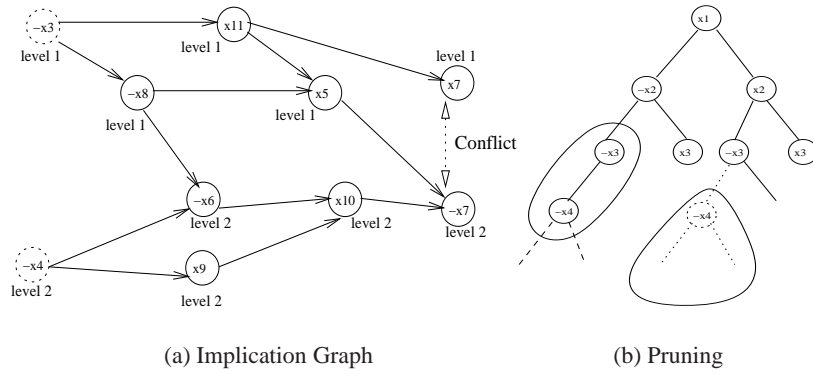 −x3
level 1
x11
level 1
level 1
x7
−x8
level 1
x5
level 1
Conflict
−x6
level 2
x10
level 2
−x7
level 2
−x4
level 2
x9
level 2
(a) Implication Graph
x1
−x2
x2
−x3
x3
−x3
x3
−x4
−x4
(b) Pruning